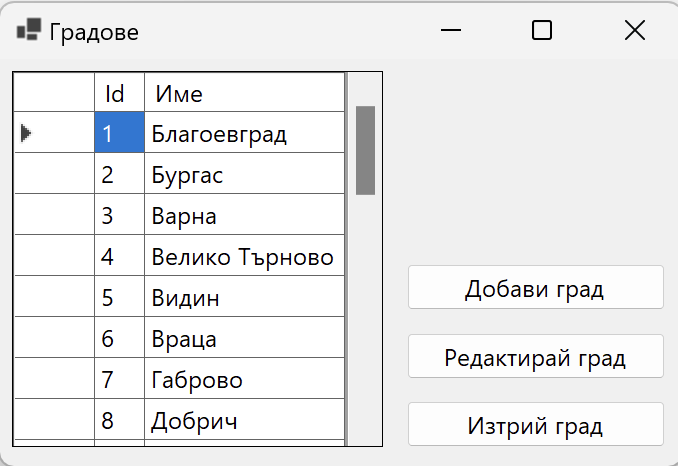 Градове
Id Име
1 Благоевград
2 Бургас
3 Варна
4 Велико Търново
5 Видин
6 Враца
7 Габрово
8 Добрич
Добави град
Редактирай град
Изтрий град